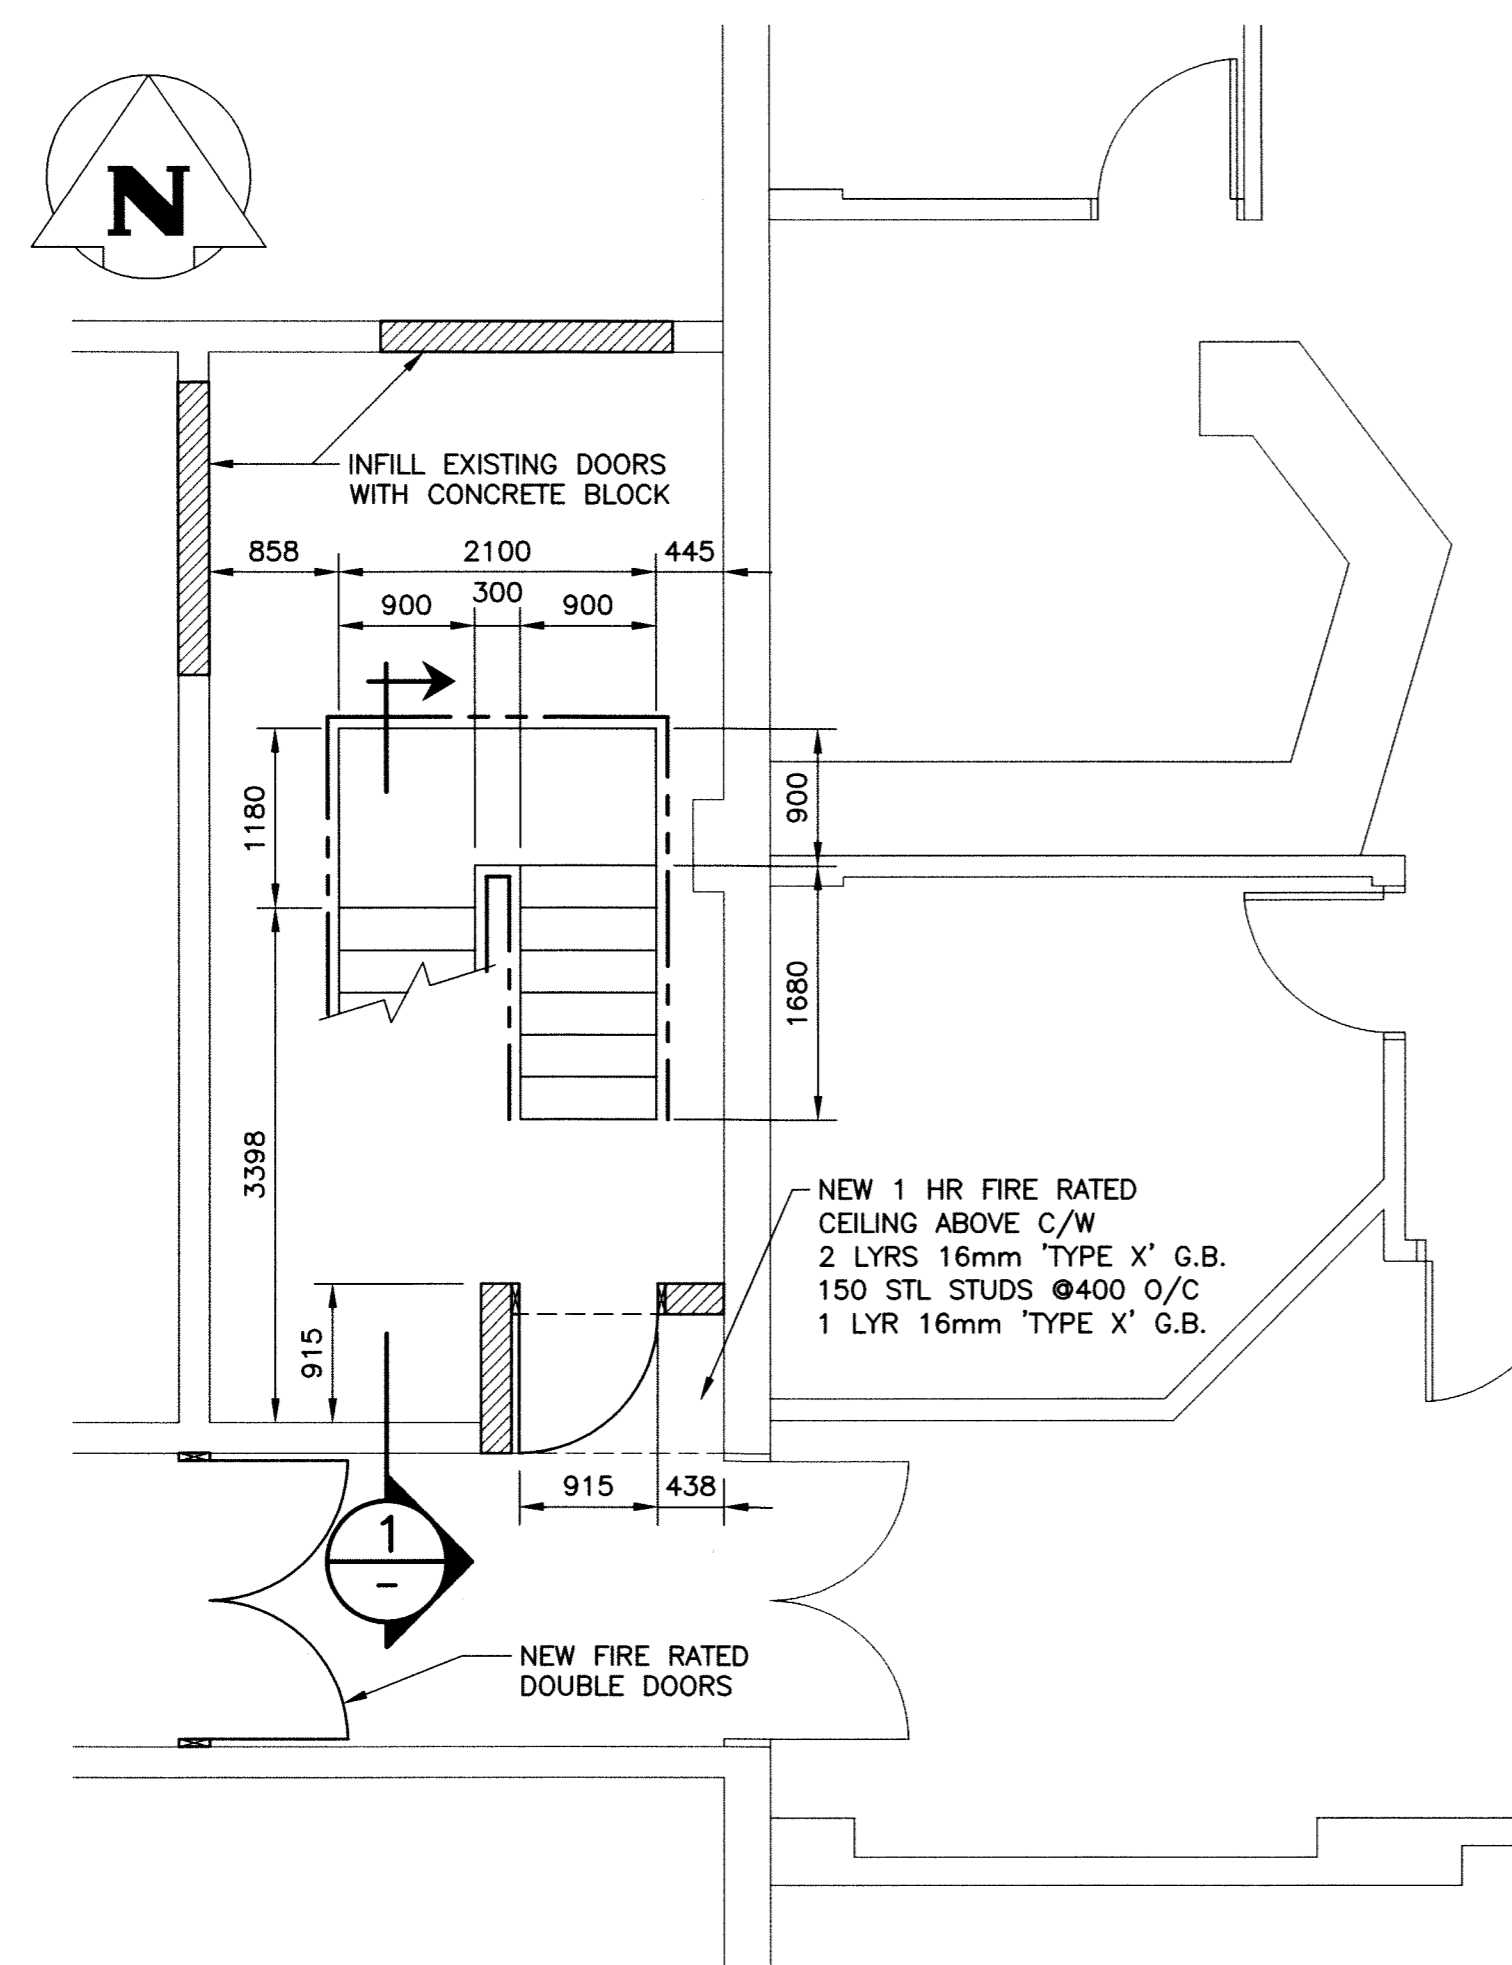 N
INFILL EXISTING DOORS
WITH CONCRETE BLOCK
858
2100
445
300
900
900
1180
900
1680
3398
NEW 1 HR FIRE RATED
CEILING ABOVE C/W
2 LYRS 16mm 'TYPE X' G.B.
150 STL STUDS @400 O/C
1 LYR 16mm 'TYPE X' G.B.
915
915
438
1
-
NEW FIRE RATED
DOUBLE DOORS